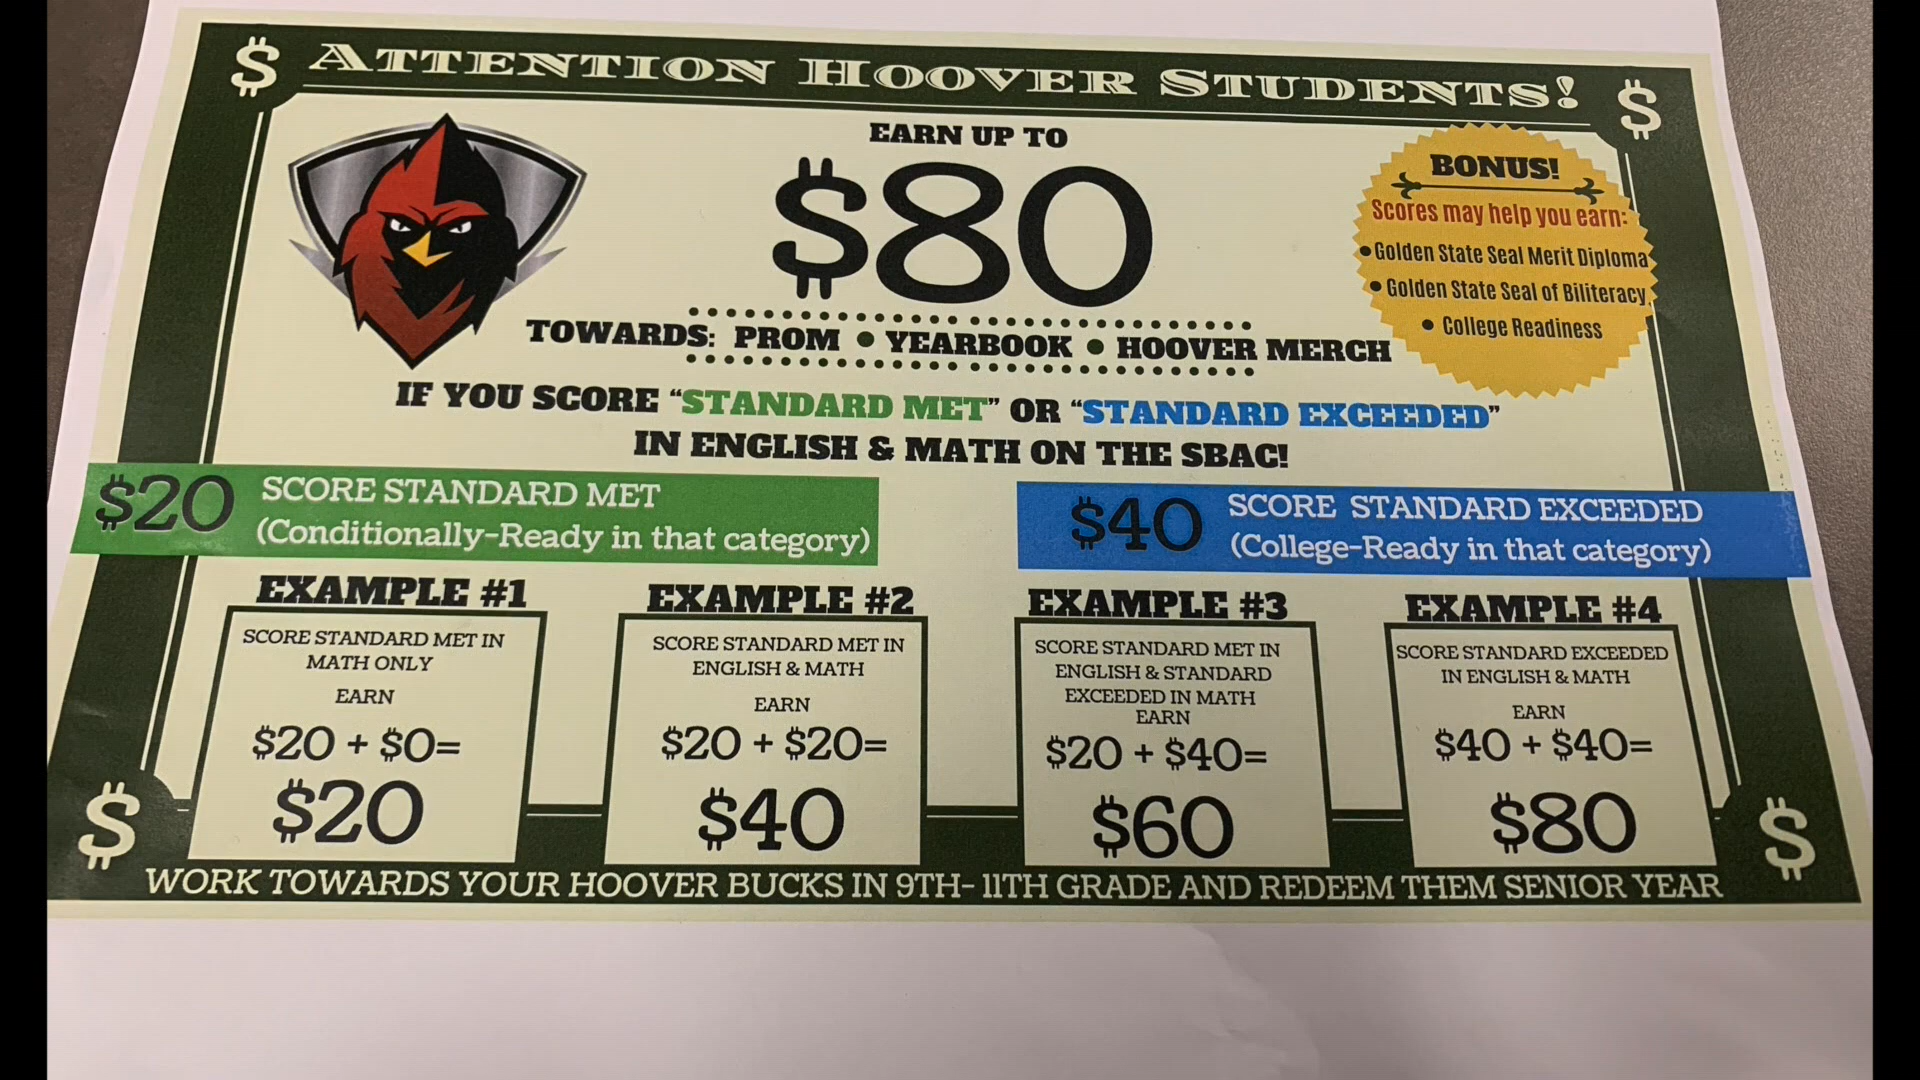 $ ATTENTION HOOVER STUDENTS! $
EARN UP TO
$80
TOWARDS: PROM • YEARBOOK • HOOVER MERCH
BONUS!
Scores may help you earn:
• Golden State Seal Merit Diploma
• Golden State Seal of Biliteracy,
• College Readiness
IF YOU SCORE "STANDARD MET" OR "STANDARD EXCEEDED"
IN ENGLISH & MATH ON THE SBAC!
$20 SCORE STANDARD MET
(Conditionally-Ready in that category)
$40 SCORE STANDARD EXCEEDED
(College-Ready in that category)
EXAMPLE #1
SCORE STANDARD MET IN
MATH ONLY
EARN
$20 + $0=
$20
EXAMPLE #2
SCORE STANDARD MET IN
ENGLISH & MATH
EARN
$20 + $20=
$40
EXAMPLE #3
SCORE STANDARD MET IN
ENGLISH & STANDARD
EXCEEDED IN MATH
EARN
$20 + $40=
$60
EXAMPLE #4
SCORE STANDARD EXCEEDED
IN ENGLISH & MATH
EARN
$40 + $40=
$80
$ $
WORK TOWARDS YOUR HOOVER BUCKS IN 9TH- 11TH GRADE AND REDEEM THEM SENIOR YEAR